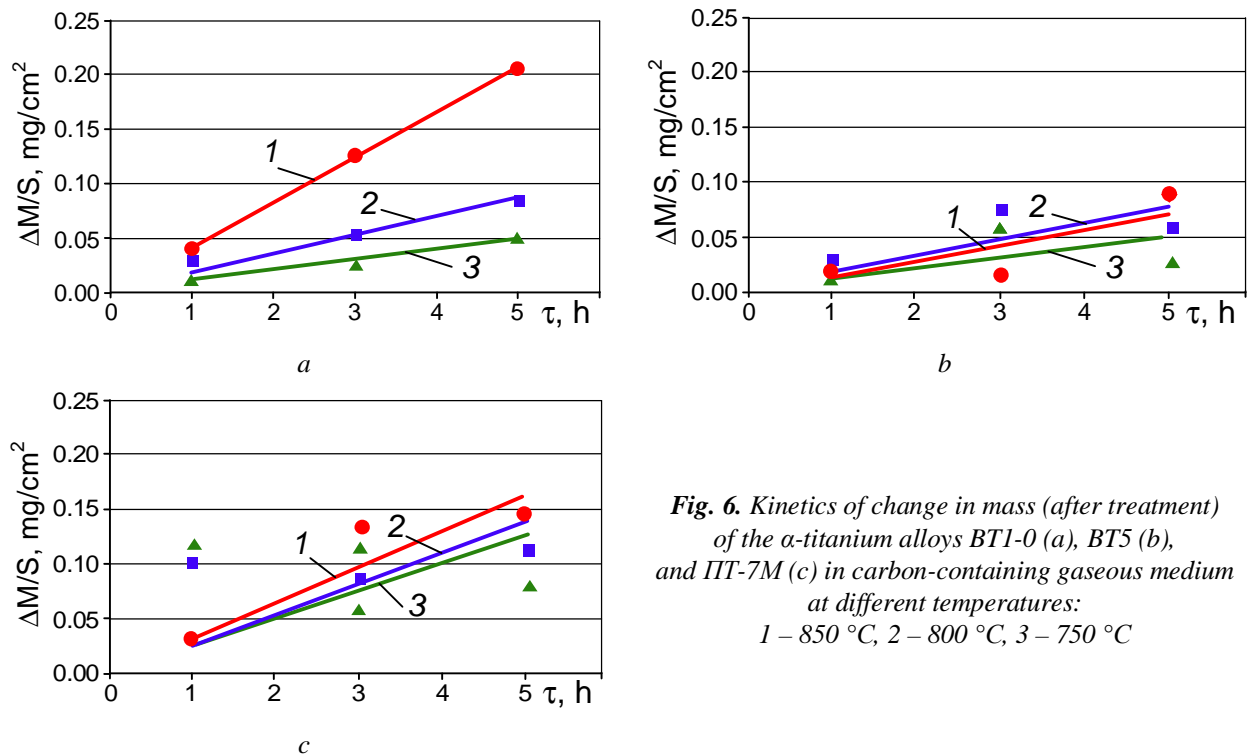 0.25
0.20
0.15
0.10
0.05
0.00
ΔM/S, mg/cm²
1
2
3
0 1 2 3 4 5 τ, h
a
0.25
0.20
0.15
0.10
0.05
0.00
ΔM/S, mg/cm²
1
2
3
0 1 2 3 4 5 τ, h
b
0.25
0.20
0.15
0.10
0.05
0.00
ΔM/S, mg/cm²
1
2
3
0 1 2 3 4 5 τ, h
c
Fig. 6. Kinetics of change in mass (after treatment)
of the α-titanium alloys BT1-0 (a), BT5 (b),
and ПТ-7М (c) in carbon-containing gaseous medium
at different temperatures:
1 – 850 °C, 2 – 800 °C, 3 – 750 °C